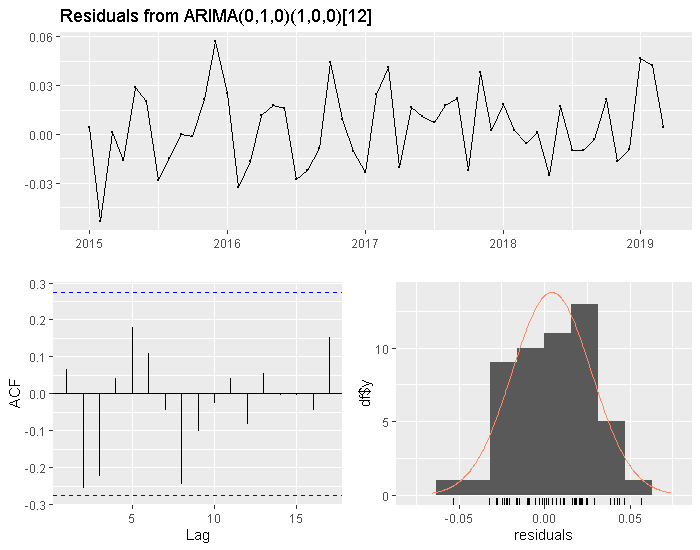 Residuals from ARIMA(0,1,0)(1,0,0)[12]
0.06
0.03
0.00
-0.03
2015 2016 2017 2018 2019
0.3
0.2
0.1
0.0
-0.1
-0.2
-0.3
ACF
5 10 15
Lag
10
5
0
df$y
-0.05 0.00 0.05
residuals